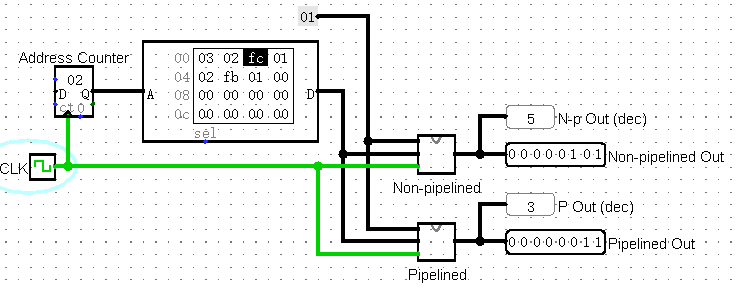 01
Address Counter
02
D Q
ct0
A
00 03 02 fc 01
04 02 fb 01 00
08 00 00 00 00
0c 00 00 00 00
D
sel
CLK
5 N-p Out (dec)
0 0 0 0 0 1 0 1 Non-pipelined Out
Non-pipelined
3 P Out (dec)
0 0 0 0 0 0 1 1 Pipelined Out
Pipelined